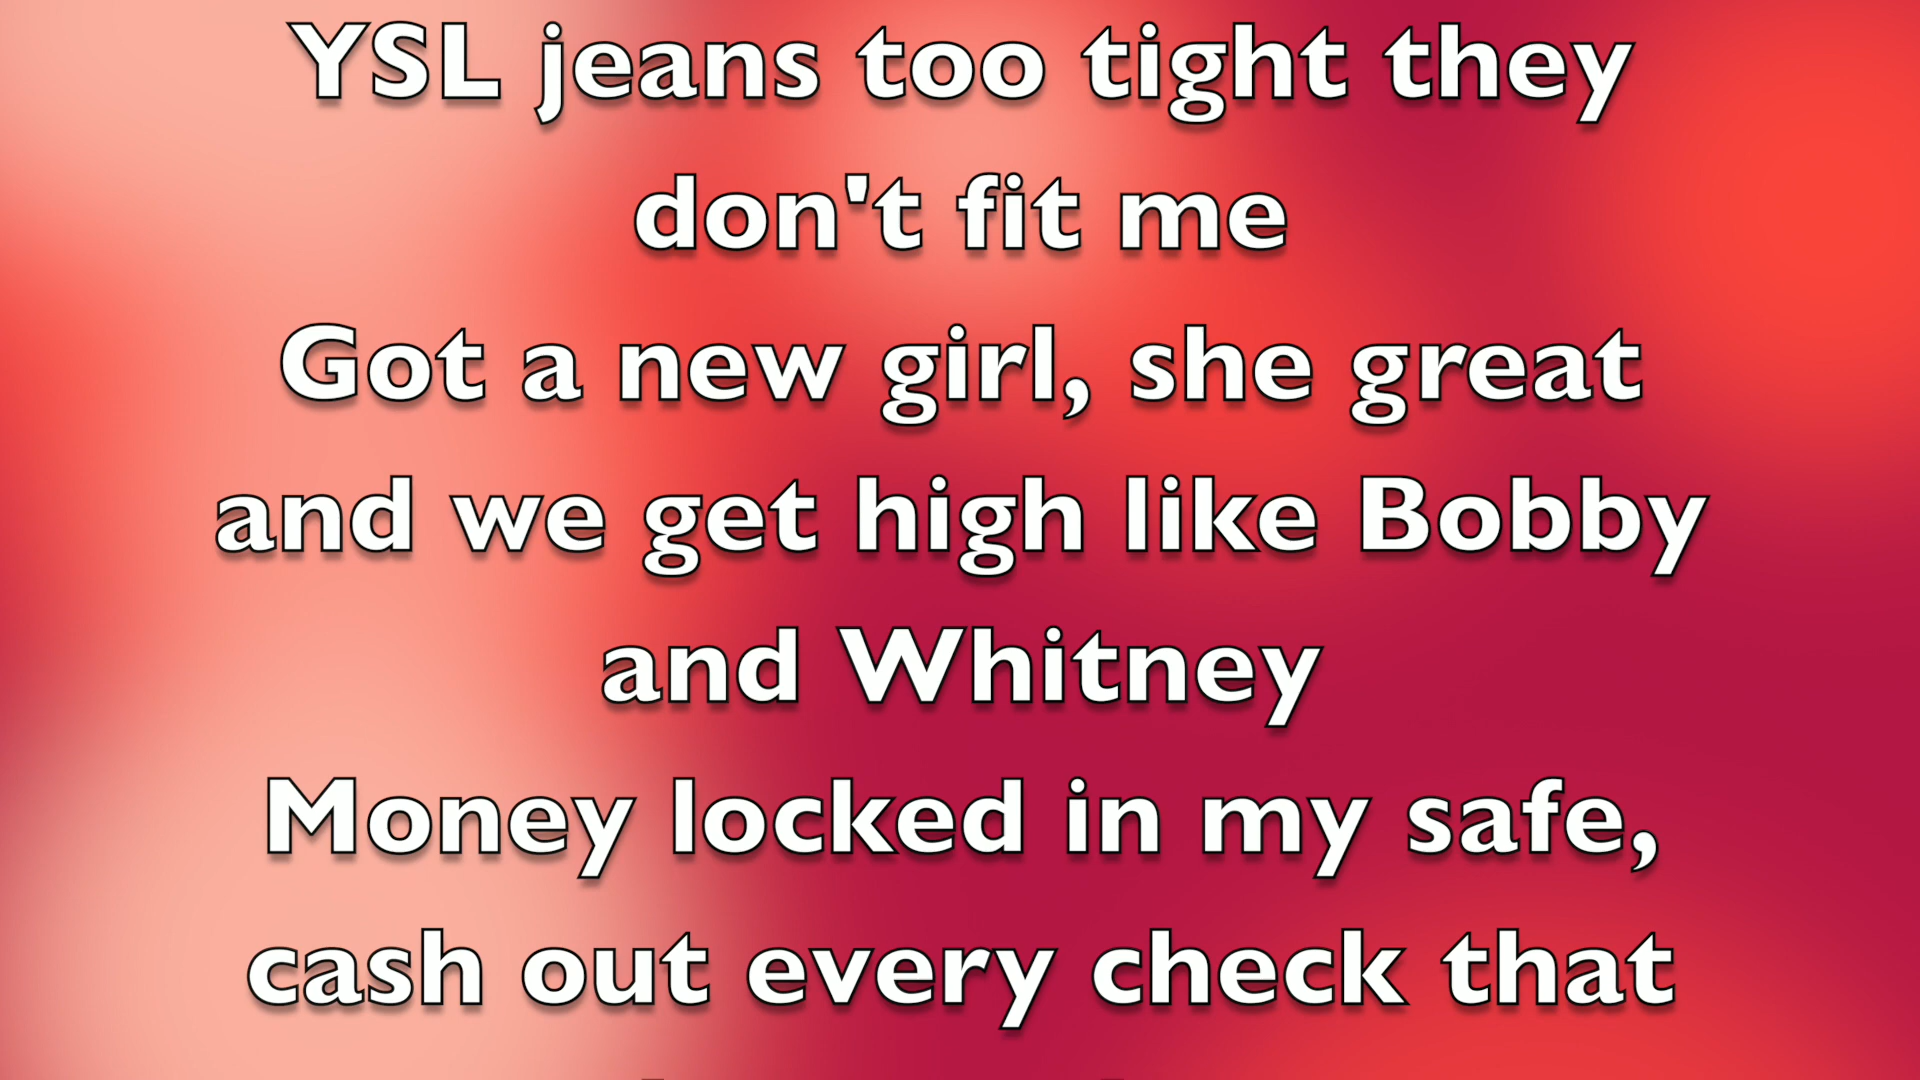 YSL jeans too tight they
don't fit me
Got a new girl, she great
and we get high like Bobby
and Whitney
Money locked in my safe,
cash out every check that